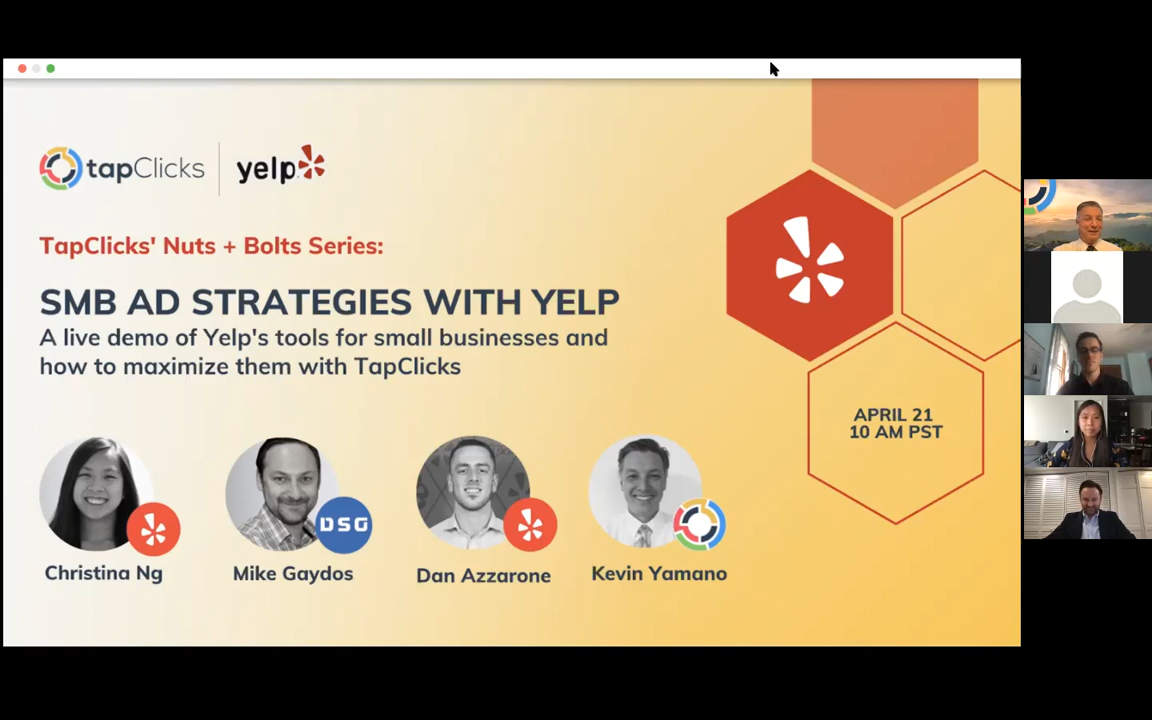 tapClicks
yelp
TapClicks' Nuts + Bolts Series:
SMB AD STRATEGIES WITH YELP
A live demo of Yelp's tools for small businesses and
how to maximize them with TapClicks
APRIL 21
10 AM PST
DSG
Christina Ng
Mike Gaydos
Dan Azzarone
Kevin Yamano